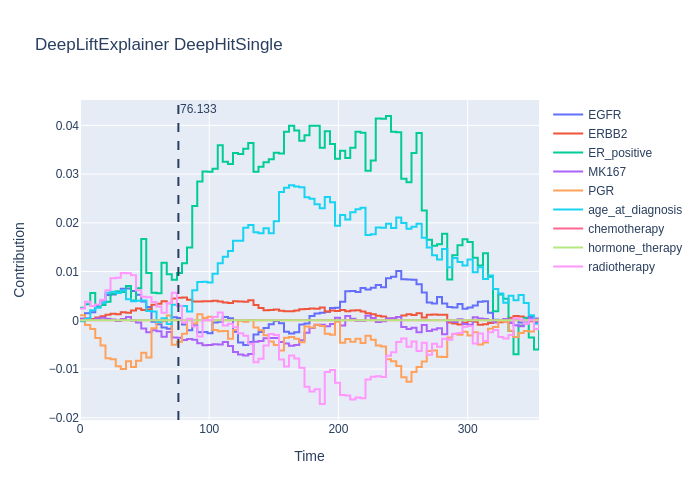 DeepLiftExplainer DeepHitSingle
76.133
0.04
0.03
0.02
0.01
0
−0.01
−0.02
0
100
200
300
Time
Contribution
EGFR
ERBB2
ER_positive
MK167
PGR
age_at_diagnosis
chemotherapy
hormone_therapy
radiotherapy